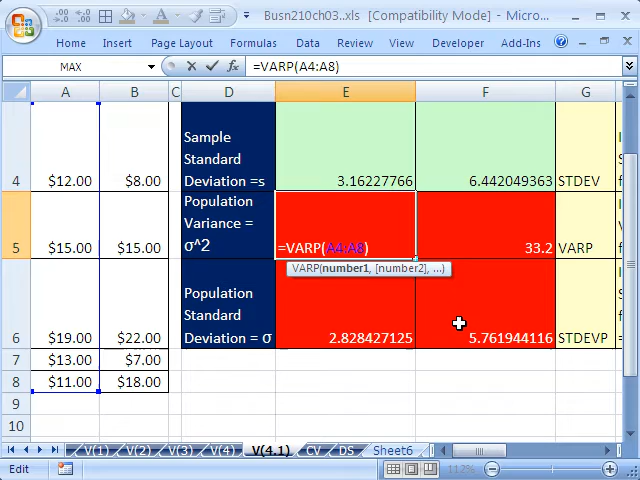 Busn210ch03..xls [Compatibility Mode] - Micro...
Home Insert Page Layout Formulas Data Review View Developer Add-Ins
MAX =VARP(A4:A8)
A B C D E F G
4 $12.00 $8.00 Sample
Standard
Deviation =s 3.16227766 6.442049363 STDEV
5 $15.00 $15.00 Population
Variance =
σ^2 =VARP(A4:A8) 33.2 VARP
VARP(number1, [number2], ...)
6 $19.00 $22.00 Population
Standard
Deviation = σ 2.828427125 5.761944116 STDEVP
7 $13.00 $7.00
8 $11.00 $18.00
9
10
V(1) V(2) V(3) V(4) V(4.1) CV DS Sheet6
Edit 112%